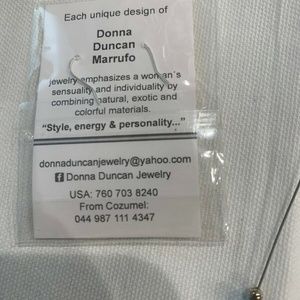 Each unique design of
Donna
Duncan
Marrufo
jewelry emphasizes a woman`s
sensuality and individuality by
combining natural, exotic and
colorful materials.
“Style, energy & personality...”
donnaduncanjewelry@yahoo.com
f Donna Duncan Jewelry
USA: 760 703 8240
From Cozumel:
044 987 111 4347